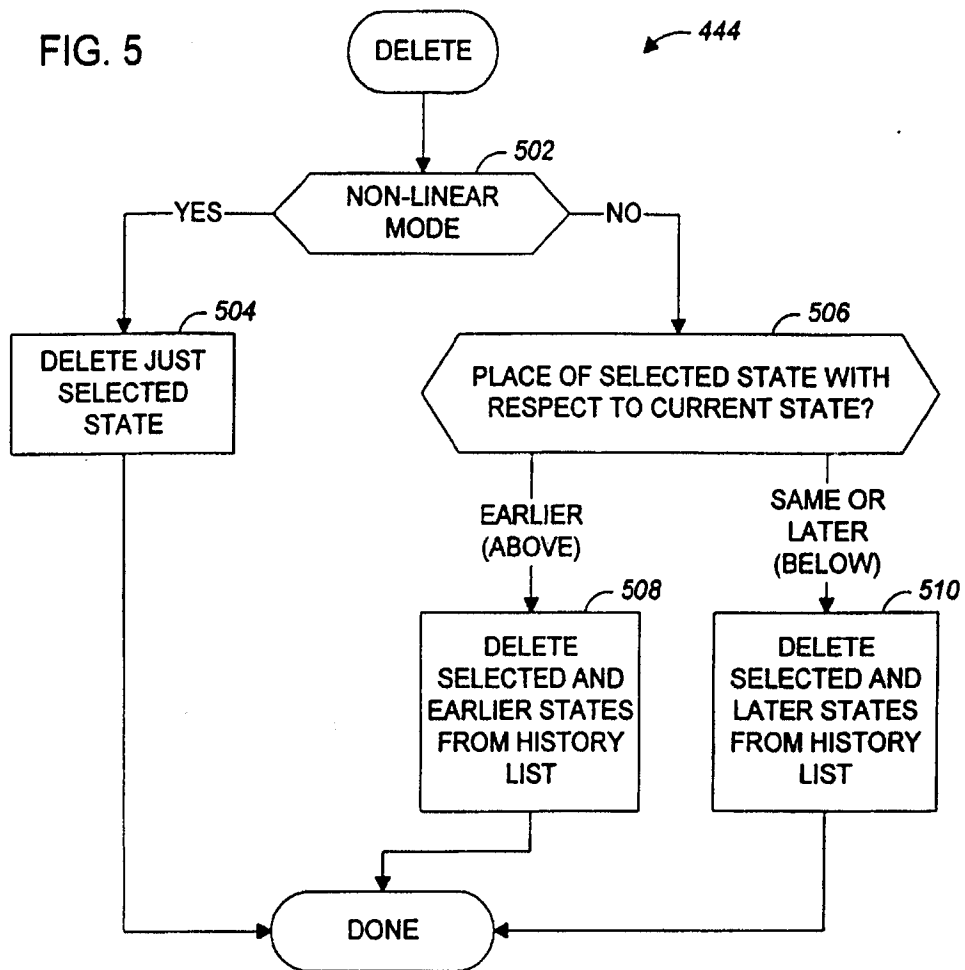 FIG. 5
DELETE
444
502
NON-LINEAR
MODE
YES
NO
504
DELETE JUST
SELECTED
STATE
506
PLACE OF SELECTED STATE WITH
RESPECT TO CURRENT STATE?
EARLIER
(ABOVE)
SAME OR
LATER
(BELOW)
508
DELETE
SELECTED AND
EARLIER STATES
FROM HISTORY
LIST
510
DELETE
SELECTED AND
LATER STATES
FROM HISTORY
LIST
DONE